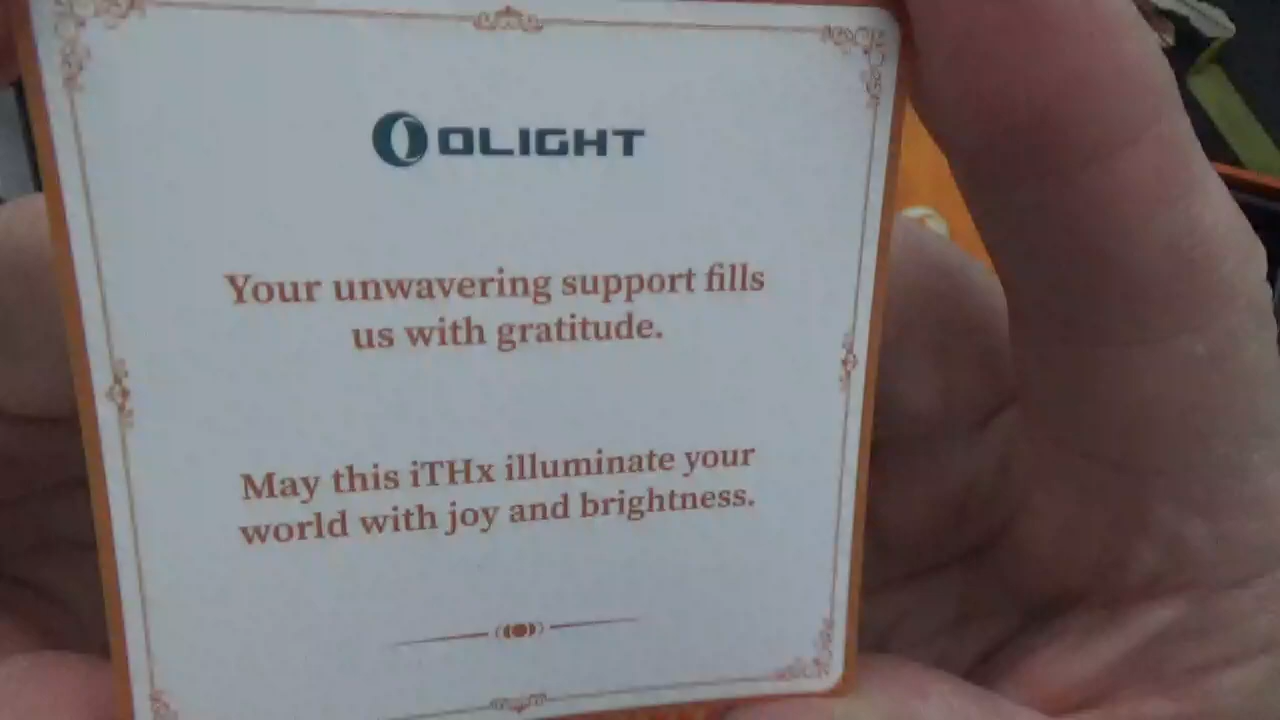 OLIGHT
Your unwavering support fills
us with gratitude.
May this iTHx illuminate your
world with joy and brightness.